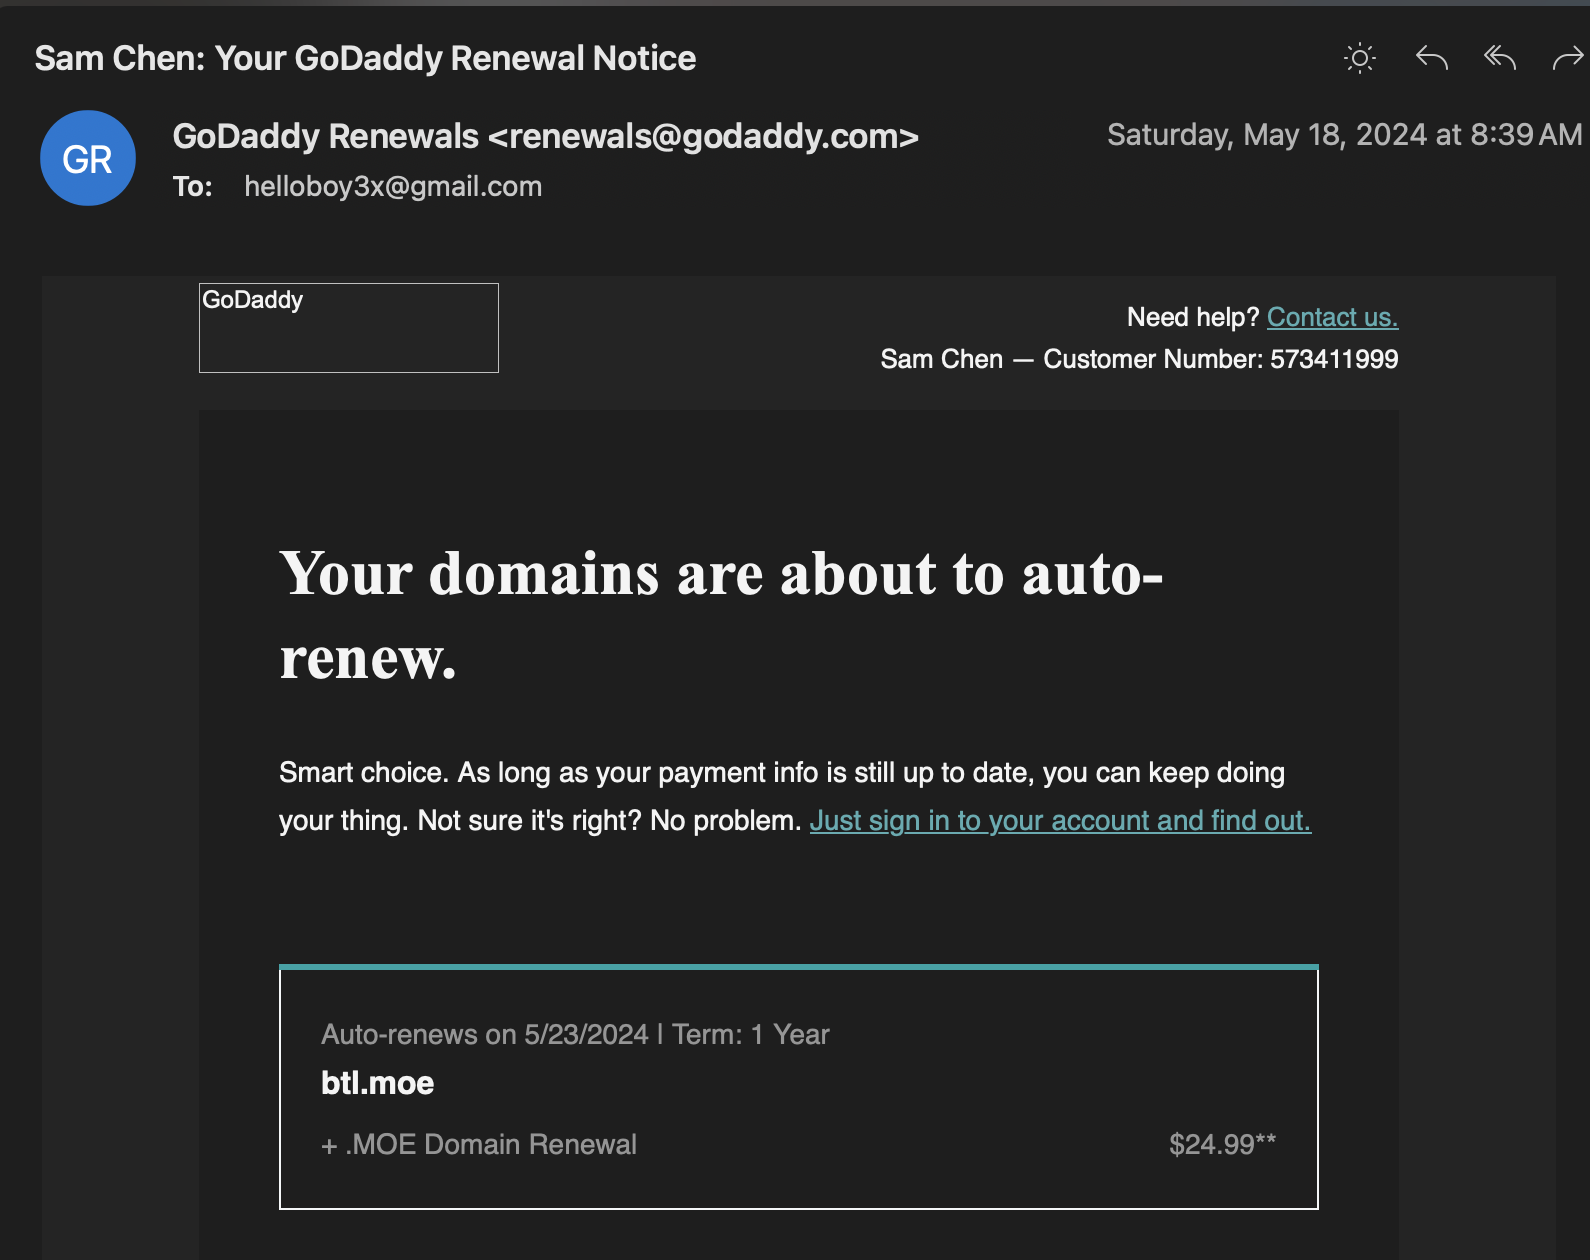 Sam Chen: Your GoDaddy Renewal Notice
GR
GoDaddy Renewals <renewals@godaddy.com>
Saturday, May 18, 2024 at 8:39 AM
To: helloboy3x@gmail.com
GoDaddy
Need help? Contact us.
Sam Chen — Customer Number: 573411999
Your domains are about to auto-
renew.
Smart choice. As long as your payment info is still up to date, you can keep doing
your thing. Not sure it's right? No problem. Just sign in to your account and find out.
Auto-renews on 5/23/2024 | Term: 1 Year
btl.moe
+ .MOE Domain Renewal
$24.99**